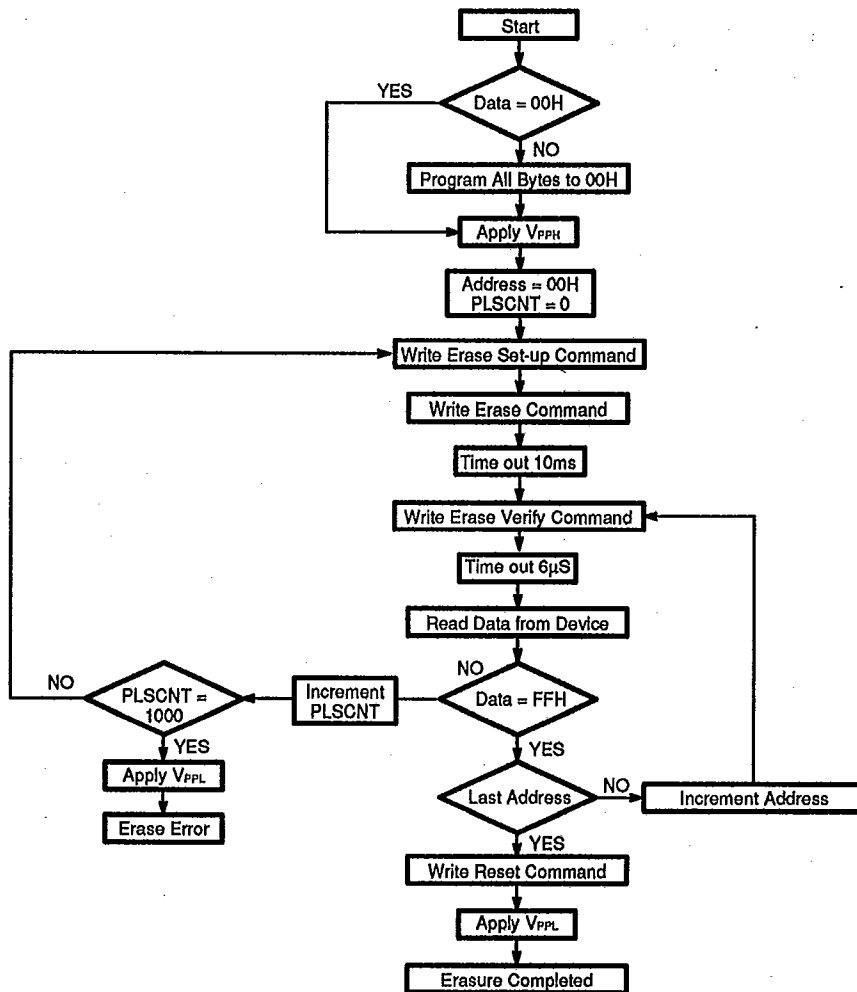 Start
YES
Data = 00H
NO
Program All Bytes to 00H
Apply VPPH
Address = 00H
PLSCNT = 0
Write Erase Set-up Command
Write Erase Command
Time out 10ms
Write Erase Verify Command
Time out 6µS
Read Data from Device
NO
PLSCNT =
1000
Increment
PLSCNT
NO
Data = FFH
YES
YES
Apply VPPL
Erase Error
Last Address
NO
Increment Address
YES
Write Reset Command
Apply VPPL
Erasure Completed